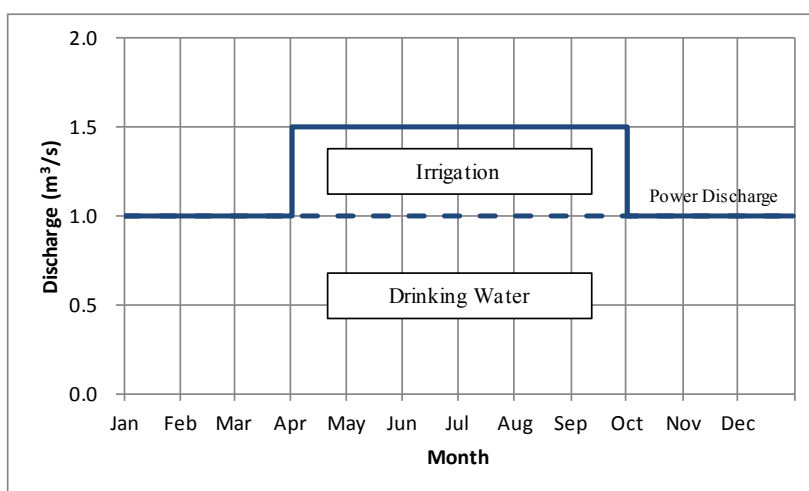 2.0
1.5
1.0
0.5
0.0
Discharge (m³/s)
Irrigation
Power Discharge
Drinking Water
Jan Feb Mar Apr May Jun Jul Aug Sep Oct Nov Dec
Month